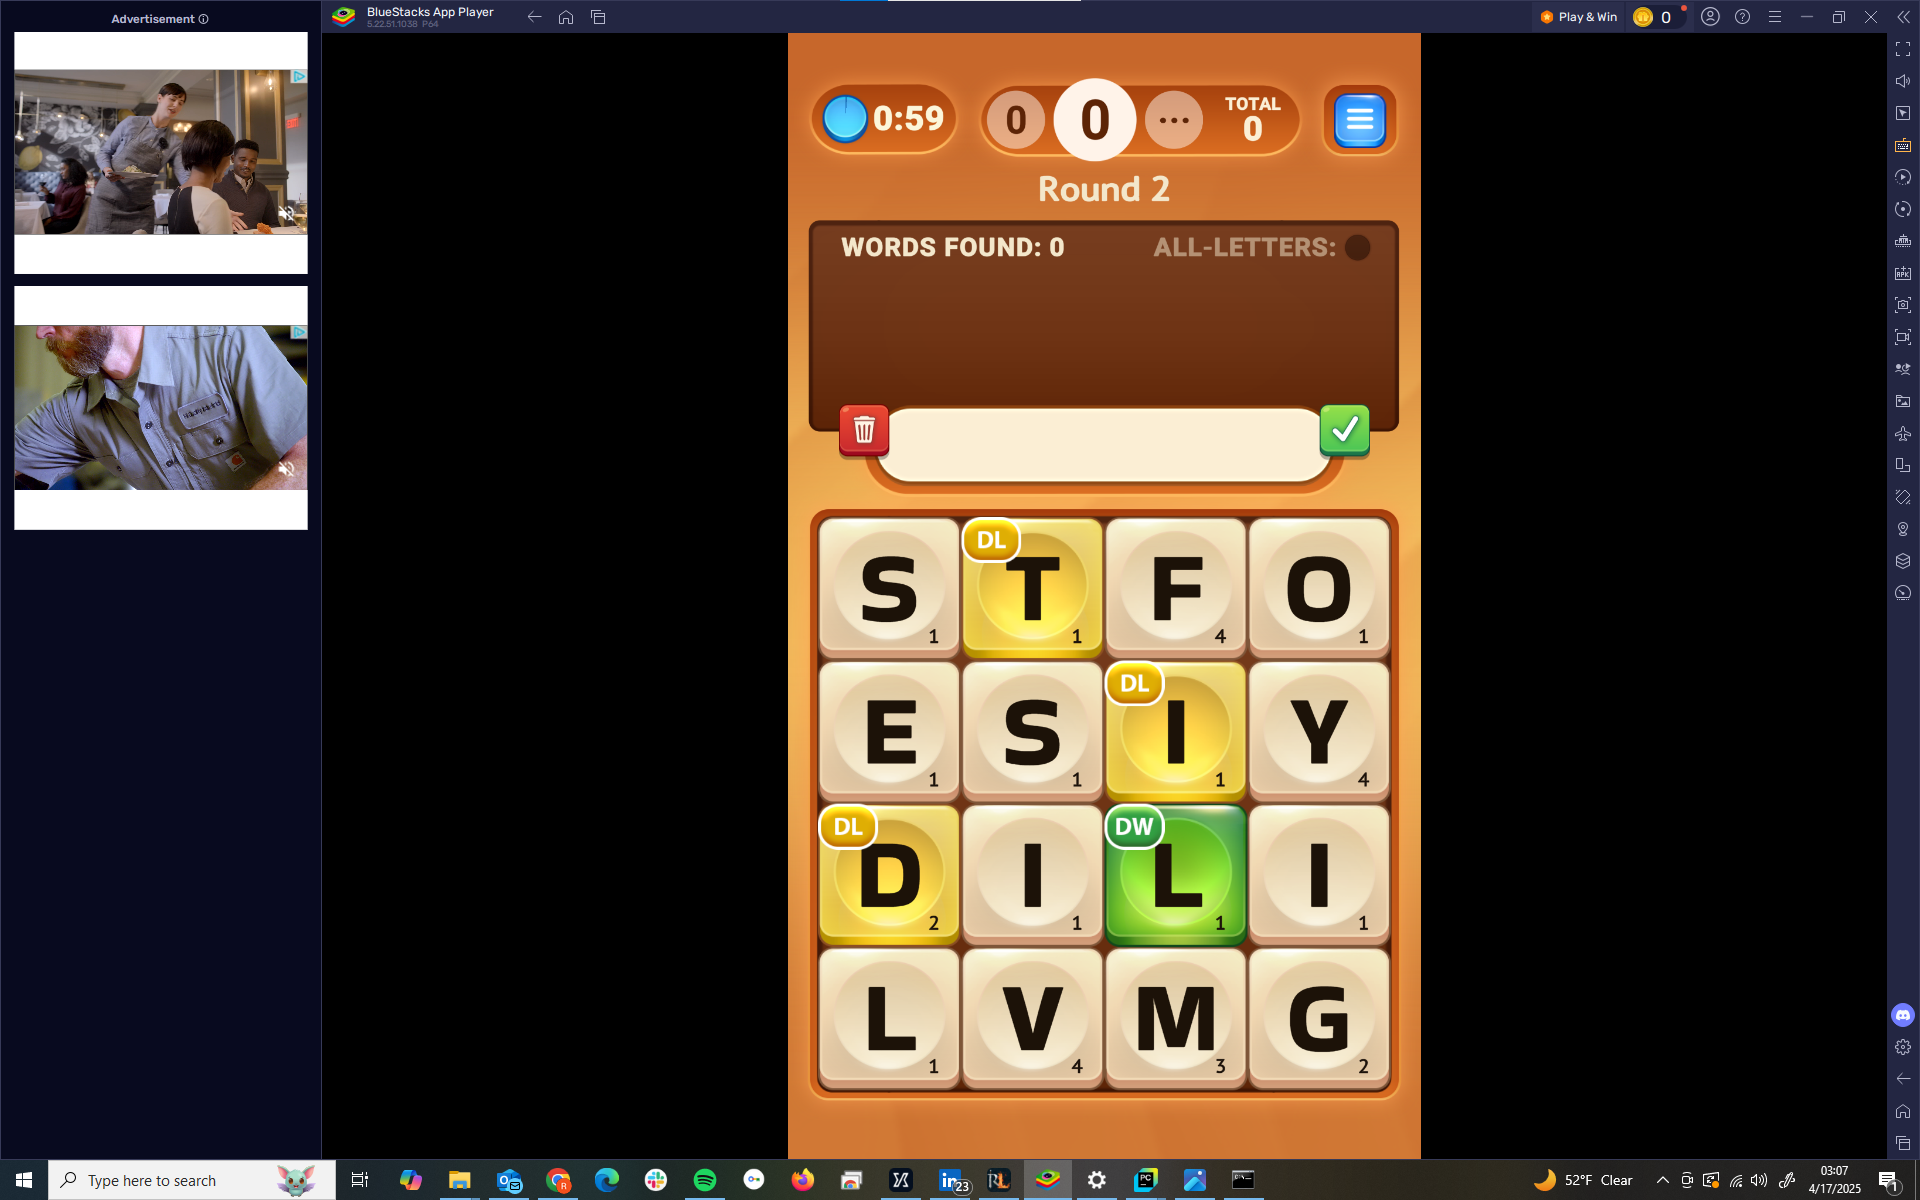 Advertisement
BlueStacks App Player
5.22.51.1038 P64
Play & Win
0
0:59
0
0
...
TOTAL
0
Round 2
WORDS FOUND: 0
ALL-LETTERS:
DL
S 1
T 1
F 4
O 1
DL
E 1
S 1
I 1
Y 4
DL
DW
D 2
I 1
L 1
I 1
L 1
V 4
M 3
G 2
Type here to search
23
52°F Clear
03:07
4/17/2025
1